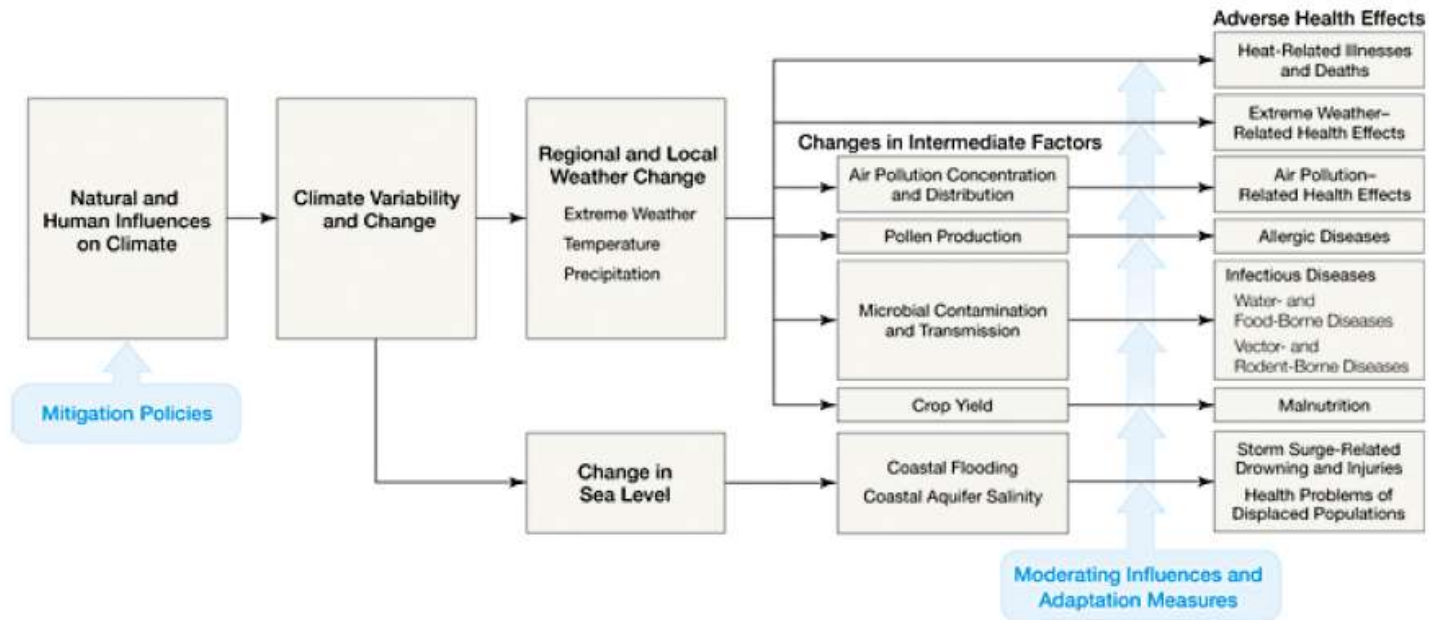 Adverse Health Effects
Heat-Related Illnesses
and Deaths
Extreme Weather–
Related Health Effects
Changes in Intermediate Factors
Regional and Local
Weather Change
Extreme Weather
Temperature
Precipitation
Natural and
Human Influences
on Climate
Climate Variability
and Change
Air Pollution Concentration
and Distribution
Air Pollution–
Related Health Effects
Pollen Production
Allergic Diseases
Microbial Contamination
and Transmission
Infectious Diseases
Water- and
Food-Borne Diseases
Vector- and
Rodent-Borne Diseases
Mitigation Policies
Crop Yield
Malnutrition
Change in
Sea Level
Coastal Flooding
Coastal Aquifer Salinity
Storm Surge-Related
Drowning and Injuries
Health Problems of
Displaced Populations
Moderating Influences and
Adaptation Measures